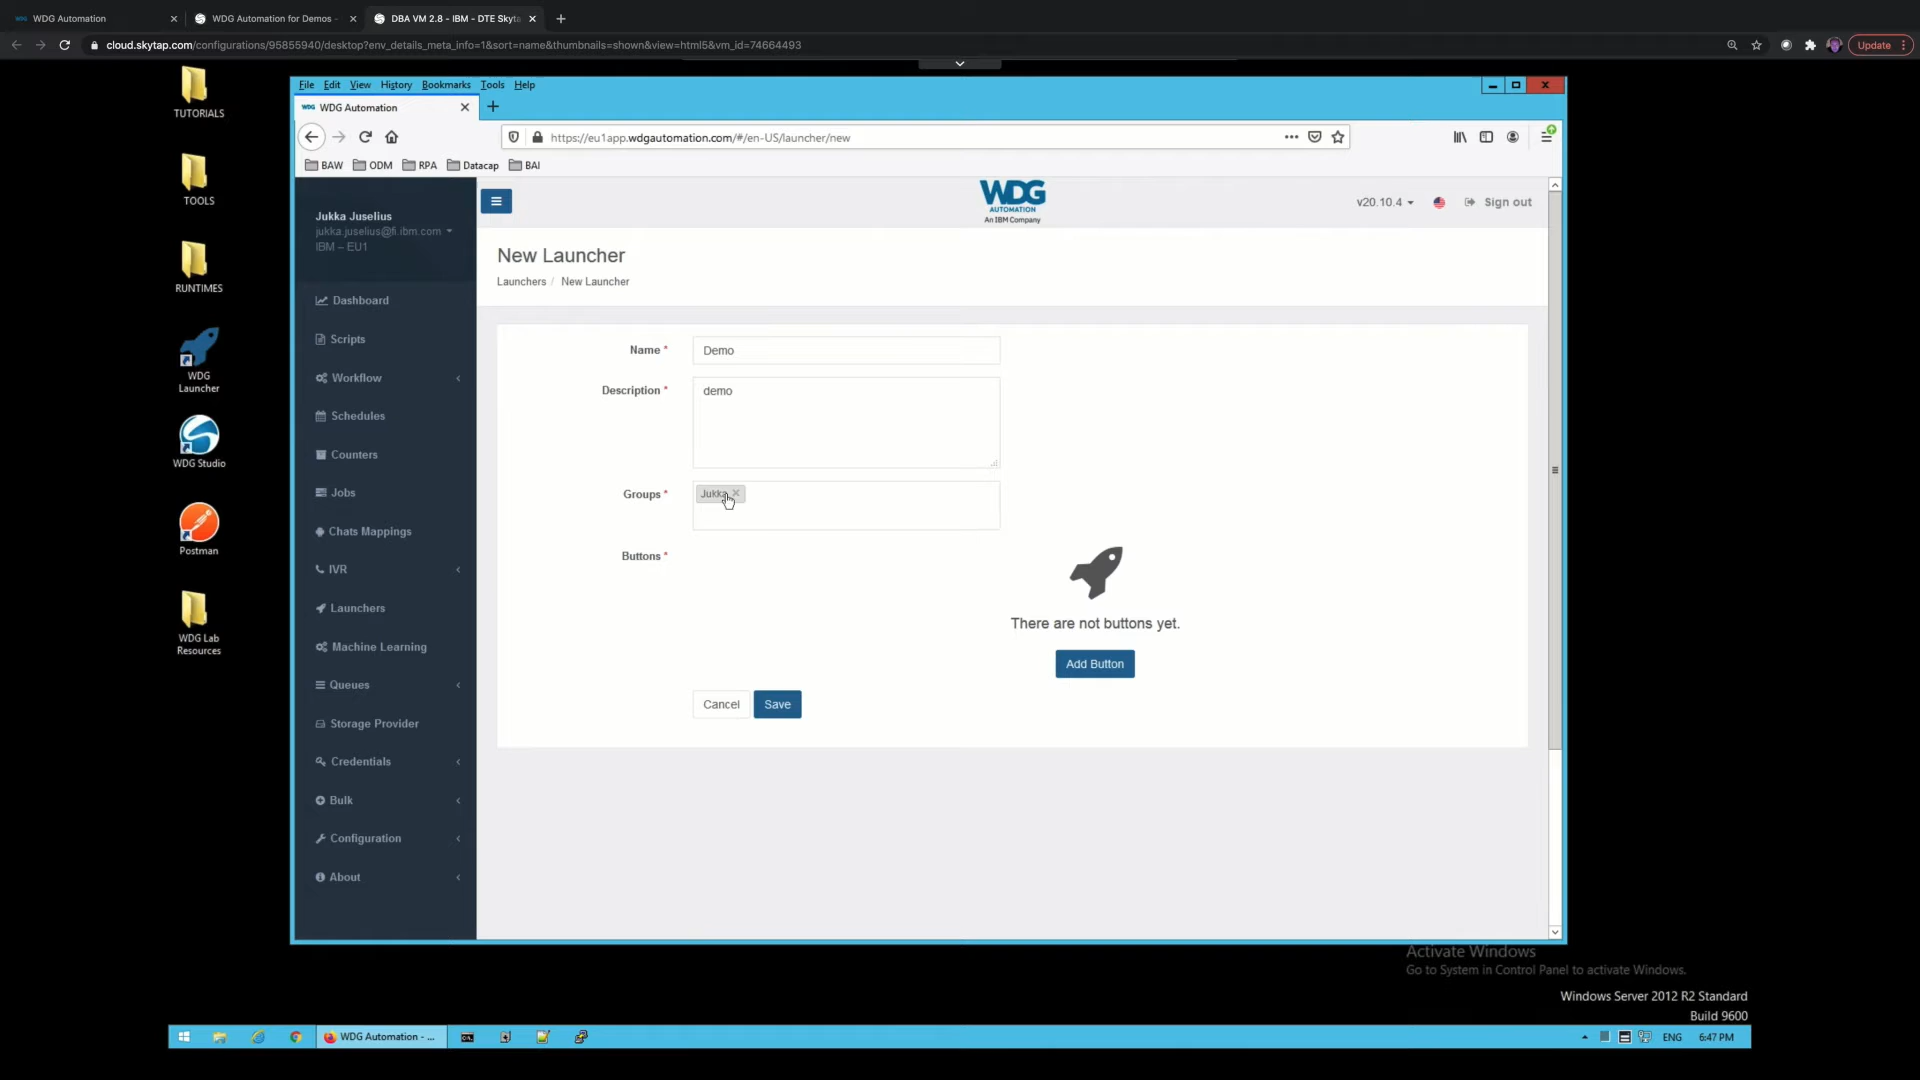 WDG Automation
WDG Automation for Demos -
DBA VM 2.8 - IBM - DTE Skyta
cloud.skytap.com/configurations/95855940/desktop?env_details_meta_info=1&sort=name&thumbnails=shown&view=html5&vm_id=74664493
Update
TUTORIALS
TOOLS
RUNTIMES
WDG
Launcher
WDG Studio
Postman
WDG Lab
Resources
File Edit View History Bookmarks Tools Help
WDG WDG Automation
https://eu1app.wdgautomation.com/#/en-US/launcher/new
BAW ODM RPA Datacap BAI
Jukka Juselius
jukka.juselius@fi.ibm.com
IBM – EU1
Dashboard
Scripts
Workflow
Schedules
Counters
Jobs
Chats Mappings
IVR
Launchers
Machine Learning
Queues
Storage Provider
Credentials
Bulk
Configuration
About
WDG
AUTOMATION
An IBM Company
v20.10.4
Sign out
New Launcher
Launchers / New Launcher
Name * Demo
Description * demo
Groups * Jukka
Buttons *
There are not buttons yet.
Add Button
Cancel Save
Activate Windows
Go to System in Control Panel to activate Windows.
Windows Server 2012 R2 Standard
Build 9600
WDG Automation - ...
ENG 6:47 PM